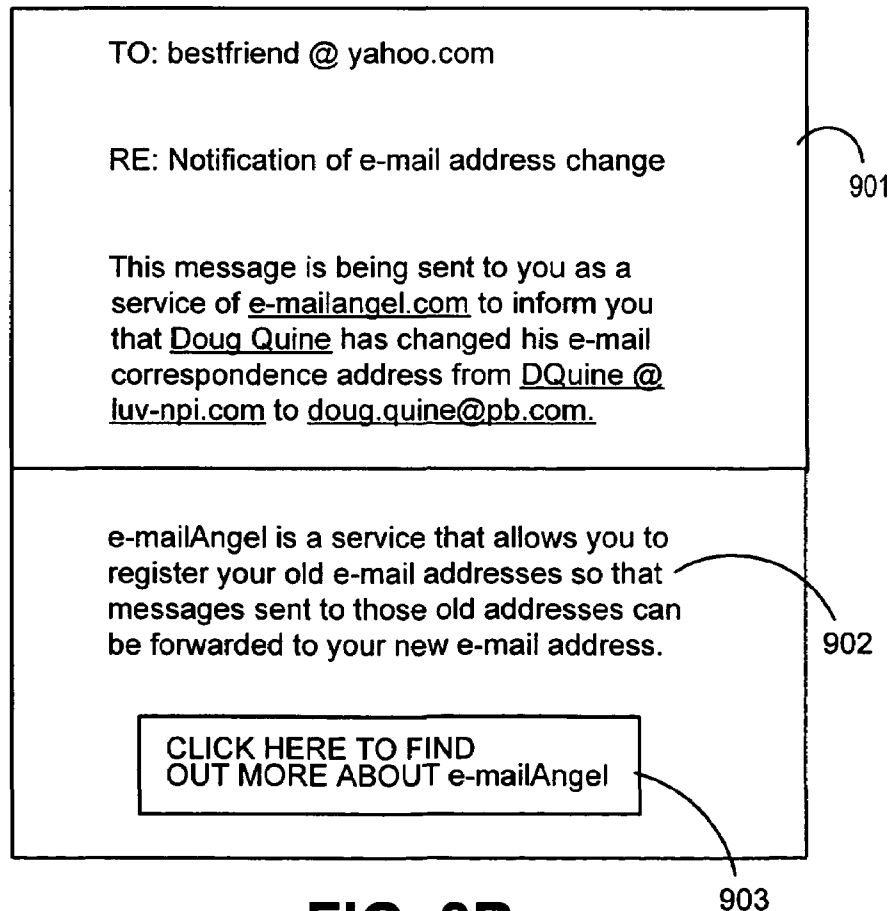 TO: bestfriend @ yahoo.com
RE: Notification of e-mail address change
901
This message is being sent to you as a
service of e-mailangel.com to inform you
that Doug Quine has changed his e-mail
correspondence address from DQuine @
luv-npi.com to doug.quine@pb.com.
e-mailAngel is a service that allows you to
register your old e-mail addresses so that
messages sent to those old addresses can
be forwarded to your new e-mail address.
902
CLICK HERE TO FIND
OUT MORE ABOUT e-mailAngel
903